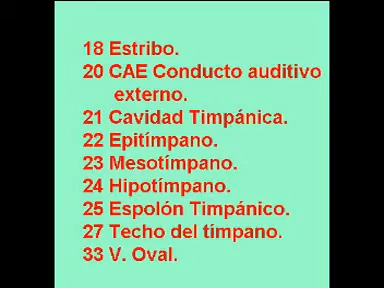 18 Estribo.
20 CAE Conducto auditivo
externo.
21 Cavidad Timpánica.
22 Epitímpano.
23 Mesotímpano.
24 Hipotímpano.
25 Espolón Timpánico.
27 Techo del tímpano.
33 V. Oval.